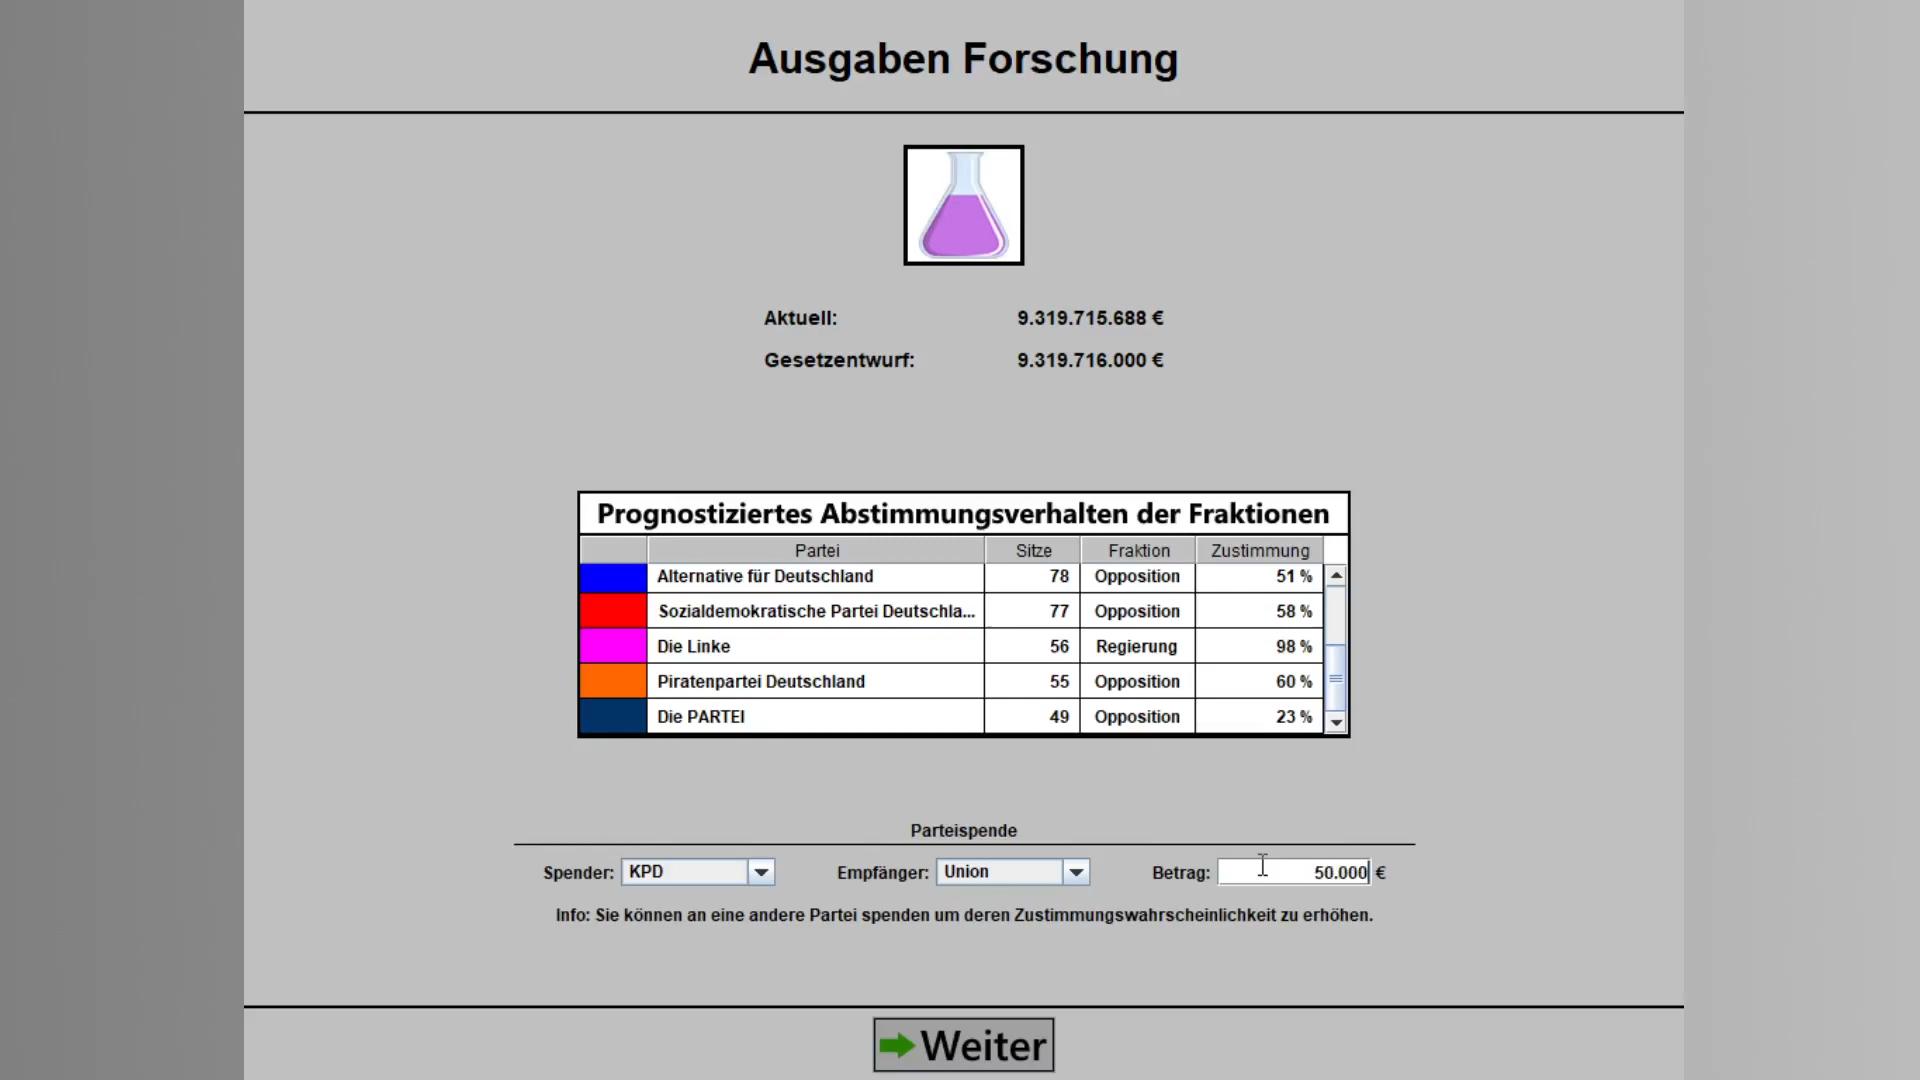 Ausgaben Forschung
Aktuell: 9.319.715.688 €
Gesetzentwurf: 9.319.716.000 €
Prognostiziertes Abstimmungsverhalten der Fraktionen
Partei Sitze Fraktion Zustimmung
Alternative für Deutschland 78 Opposition 51 %
Sozialdemokratische Partei Deutschla... 77 Opposition 58 %
Die Linke 56 Regierung 98 %
Piratenpartei Deutschland 55 Opposition 60 %
Die PARTEI 49 Opposition 23 %
Parteispende
Spender: KPD Empfänger: Union Betrag: 50.000 €
Info: Sie können an eine andere Partei spenden um deren Zustimmungswahrscheinlichkeit zu erhöhen.
Weiter